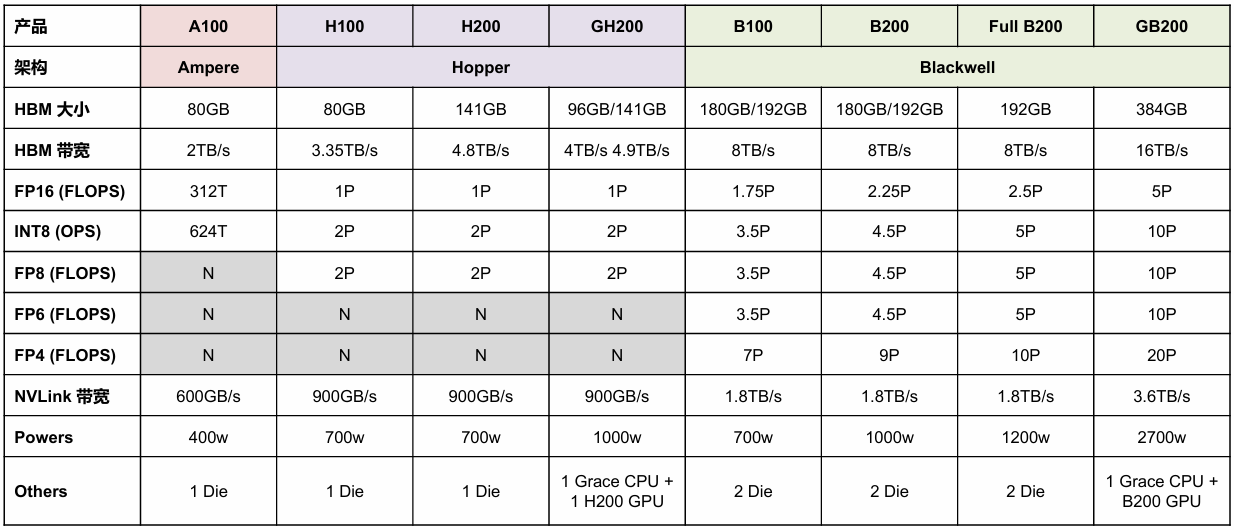 产品 A100 H100 H200 GH200 B100 B200 Full B200 GB200
架构 Ampere Hopper Blackwell
HBM 大小 80GB 80GB 141GB 96GB/141GB 180GB/192GB 180GB/192GB 192GB 384GB
HBM 带宽 2TB/s 3.35TB/s 4.8TB/s 4TB/s 4.9TB/s 8TB/s 8TB/s 8TB/s 16TB/s
FP16 (FLOPS) 312T 1P 1P 1P 1.75P 2.25P 2.5P 5P
INT8 (OPS) 624T 2P 2P 2P 3.5P 4.5P 5P 10P
FP8 (FLOPS) N 2P 2P 2P 3.5P 4.5P 5P 10P
FP6 (FLOPS) N N N N 3.5P 4.5P 5P 10P
FP4 (FLOPS) N N N N 7P 9P 10P 20P
NVLink 带宽 600GB/s 900GB/s 900GB/s 900GB/s 1.8TB/s 1.8TB/s 1.8TB/s 3.6TB/s
Powers 400w 700w 700w 1000w 700w 1000w 1200w 2700w
Others 1 Die 1 Die 1 Die 1 Grace CPU + 2 Die 2 Die 2 Die 1 Grace CPU +
1 H200 GPU B200 GPU